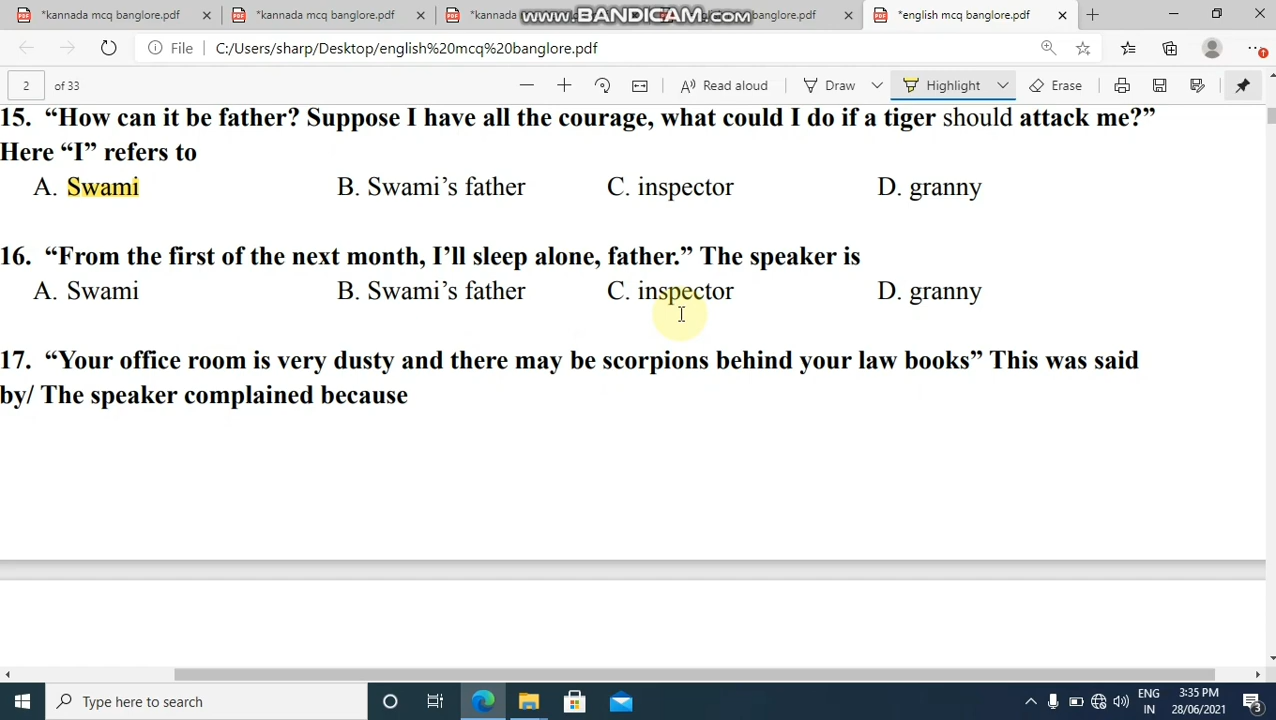 *kannada mcq banglore.pdf
*kannada mcq banglore.pdf
*kannada
www.BANDICAM.com
banglore.pdf
*english mcq banglore.pdf
File
C:/Users/sharp/Desktop/english%20mcq%20banglore.pdf
2
of 33
Read aloud
Draw
Highlight
Erase
15. “How can it be father? Suppose I have all the courage, what could I do if a tiger should attack me?”
Here “I” refers to
A. Swami B. Swami’s father C. inspector D. granny
16. “From the first of the next month, I’ll sleep alone, father.” The speaker is
A. Swami B. Swami’s father C. inspector D. granny
17. “Your office room is very dusty and there may be scorpions behind your law books” This was said
by/ The speaker complained because
Type here to search
ENG
IN
3:35 PM
28/06/2021
3